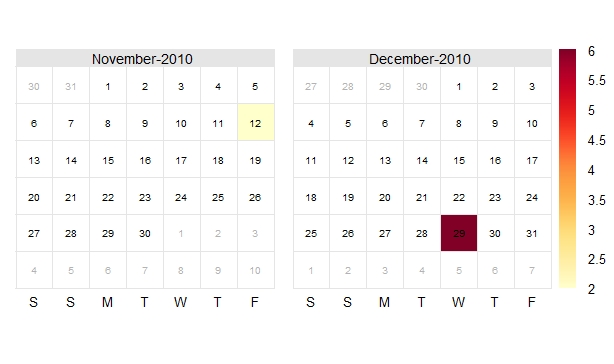 November-2010
30 31 1 2 3 4 5
6 7 8 9 10 11 12
13 14 15 16 17 18 19
20 21 22 23 24 25 26
27 28 29 30 1 2 3
4 5 6 7 8 9 10
S S M T W T F
December-2010
27 28 29 30 1 2 3
4 5 6 7 8 9 10
11 12 13 14 15 16 17
18 19 20 21 22 23 24
25 26 27 28 29 30 31
1 2 3 4 5 6 7
S S M T W T F
6
5.5
5
4.5
4
3.5
3
2.5
2